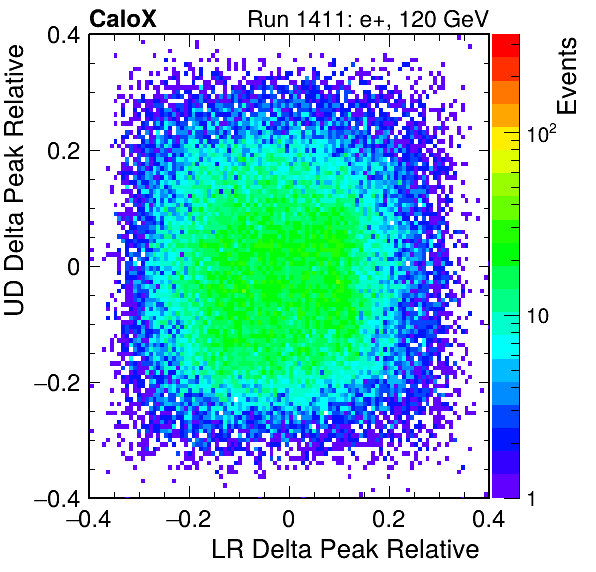 CaloX Run 1411: e+, 120 GeV
UD Delta Peak Relative
0.4
0.2
0
−0.2
−0.4
−0.4 −0.2 0 0.2 0.4
LR Delta Peak Relative
Events
10²
10
1